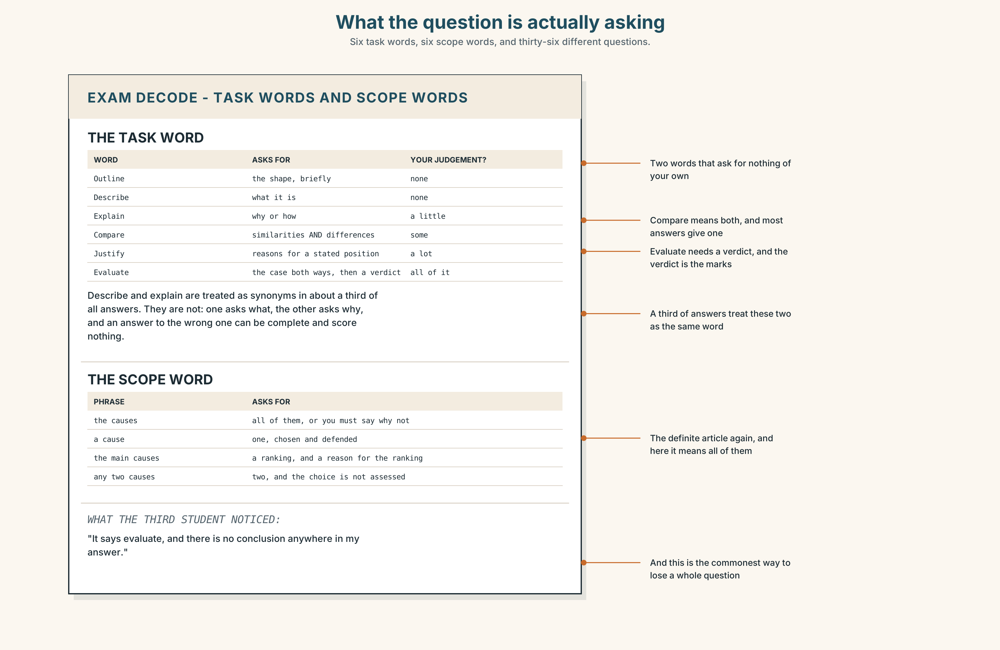 What the question is actually asking
Six task words, six scope words, and thirty-six different questions.
EXAM DECODE - TASK WORDS AND SCOPE WORDS
THE TASK WORD
WORD ASKS FOR YOUR JUDGEMENT?
Outline the shape, briefly none
Describe what it is none
Explain why or how a little
Compare similarities AND differences some
Justify reasons for a stated position a lot
Evaluate the case both ways, then a verdict all of it
Describe and explain are treated as synonyms in about a third of
all answers. They are not: one asks what, the other asks why,
and an answer to the wrong one can be complete and score
nothing.
THE SCOPE WORD
PHRASE ASKS FOR
the causes all of them, or you must say why not
a cause one, chosen and defended
the main causes a ranking, and a reason for the ranking
any two causes two, and the choice is not assessed
WHAT THE THIRD STUDENT NOTICED:
"It says evaluate, and there is no conclusion anywhere in my
answer."
Two words that ask for nothing of
your own
Compare means both, and most
answers give one
Evaluate needs a verdict, and the
verdict is the marks
A third of answers treat these two
as the same word
The definite article again, and
here it means all of them
And this is the commonest way to
lose a whole question